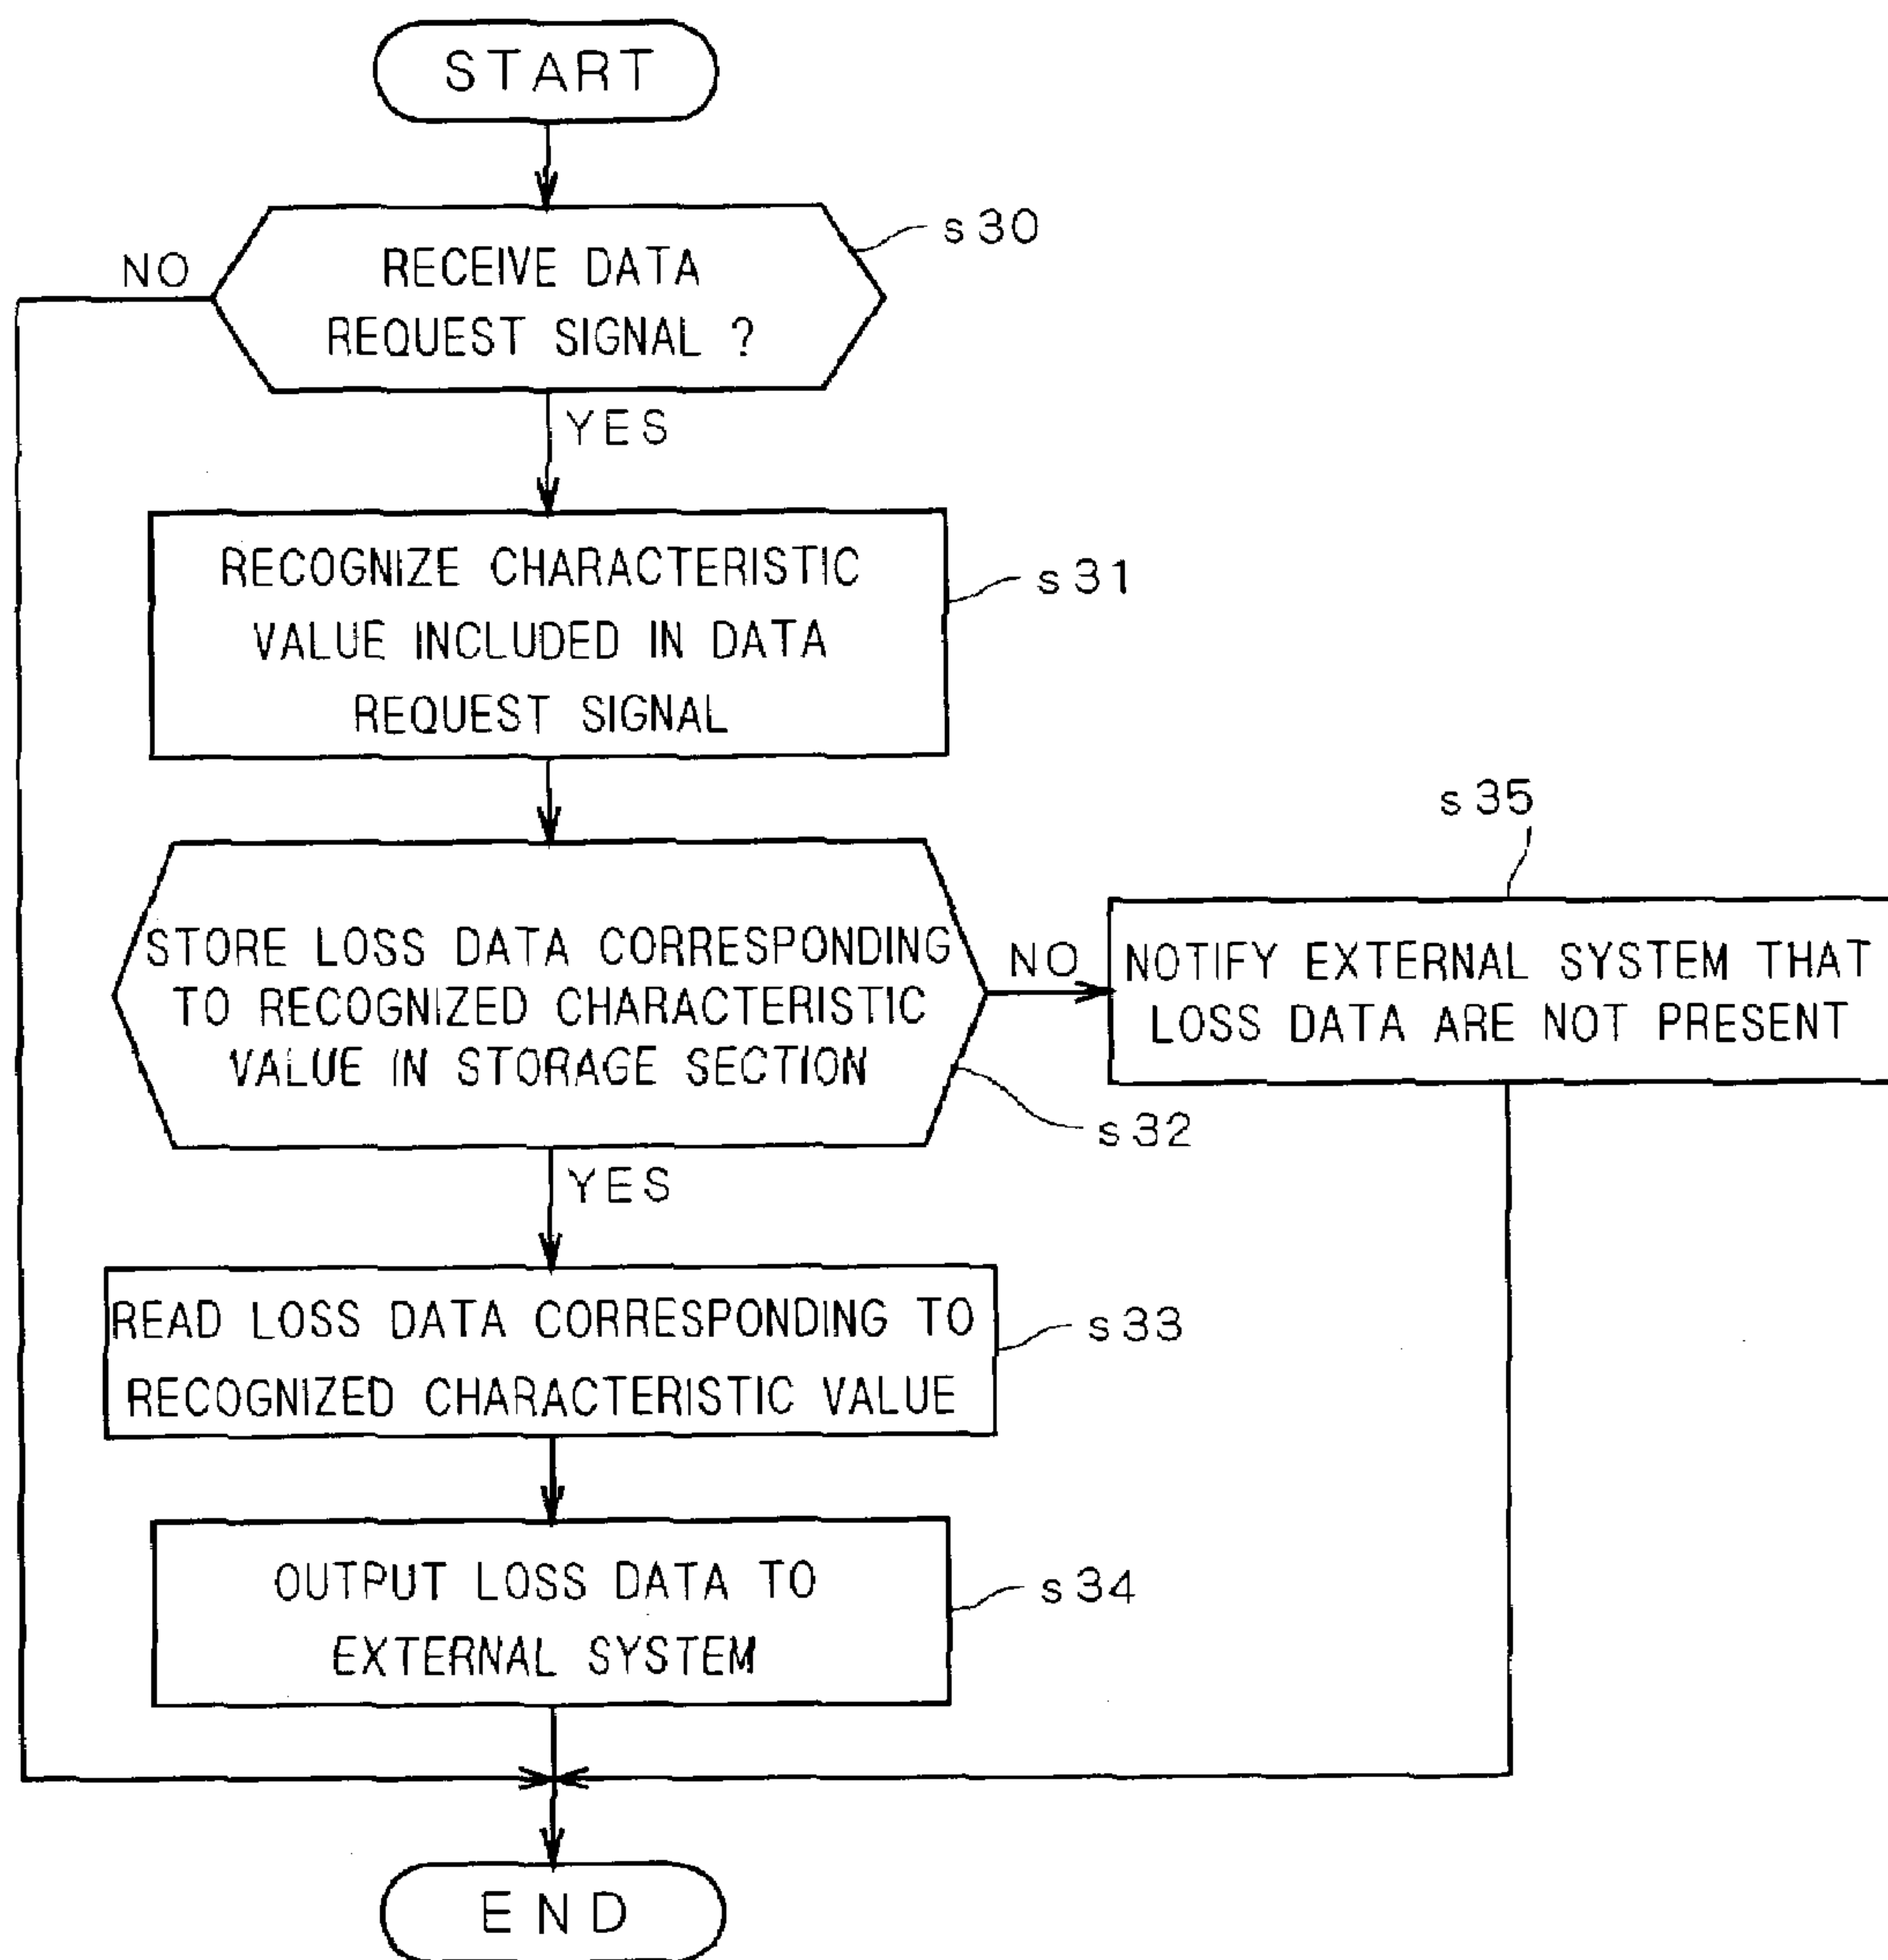 START
s30
NO
RECEIVE DATA
REQUEST SIGNAL ?
YES
RECOGNIZE CHARACTERISTIC
VALUE INCLUDED IN DATA
REQUEST SIGNAL
s31
STORE LOSS DATA CORRESPONDING
TO RECOGNIZED CHARACTERISTIC
VALUE IN STORAGE SECTION
s32
NO
s35
NOTIFY EXTERNAL SYSTEM THAT
LOSS DATA ARE NOT PRESENT
YES
READ LOSS DATA CORRESPONDING TO
RECOGNIZED CHARACTERISTIC VALUE
s33
OUTPUT LOSS DATA TO
EXTERNAL SYSTEM
s34
END